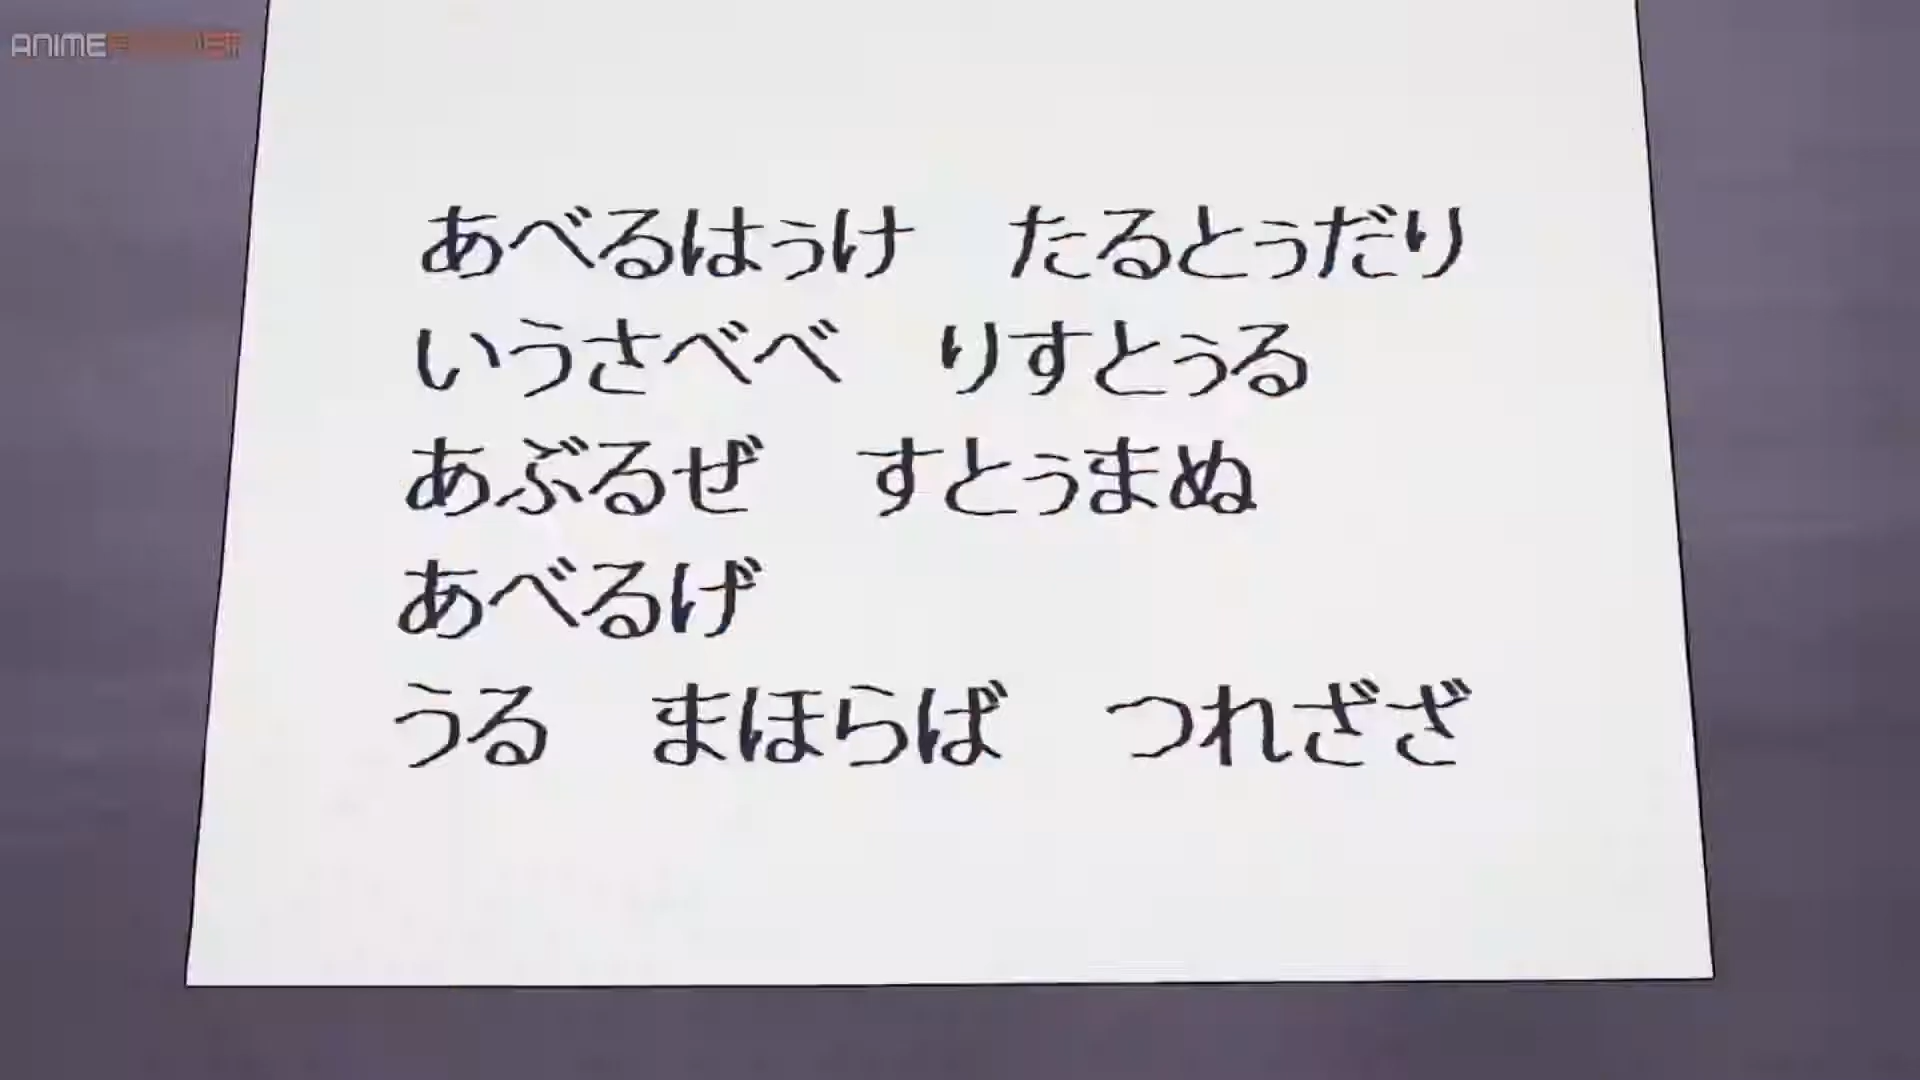 ANIME
あべるはぅけ　たるとぅだり
いうさべべ　りすとぅる
あぶるぜ　すとぅまぬ
あべるげ
うる　まほらば　つれざざ